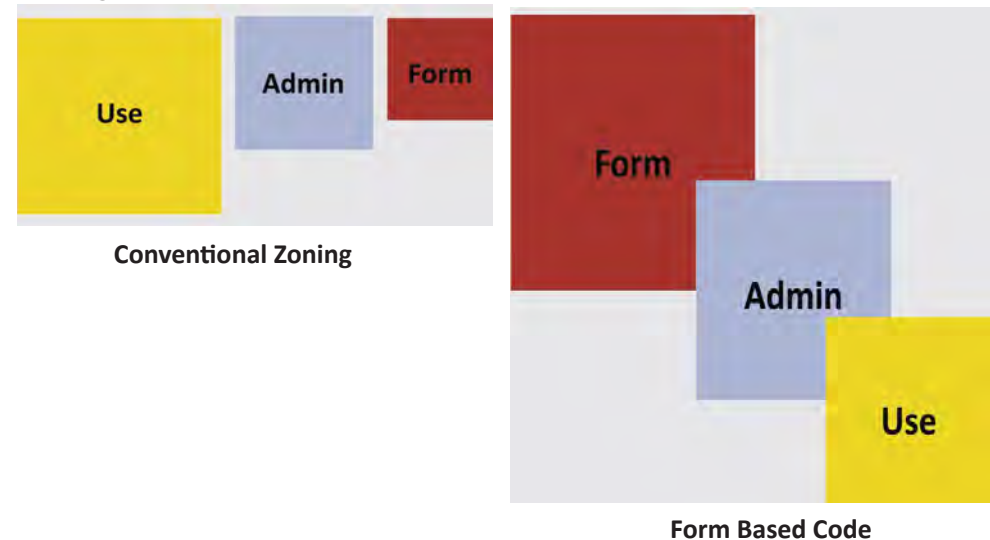 Use
Admin
Form
Conventional Zoning
Form
Admin
Use
Form Based Code